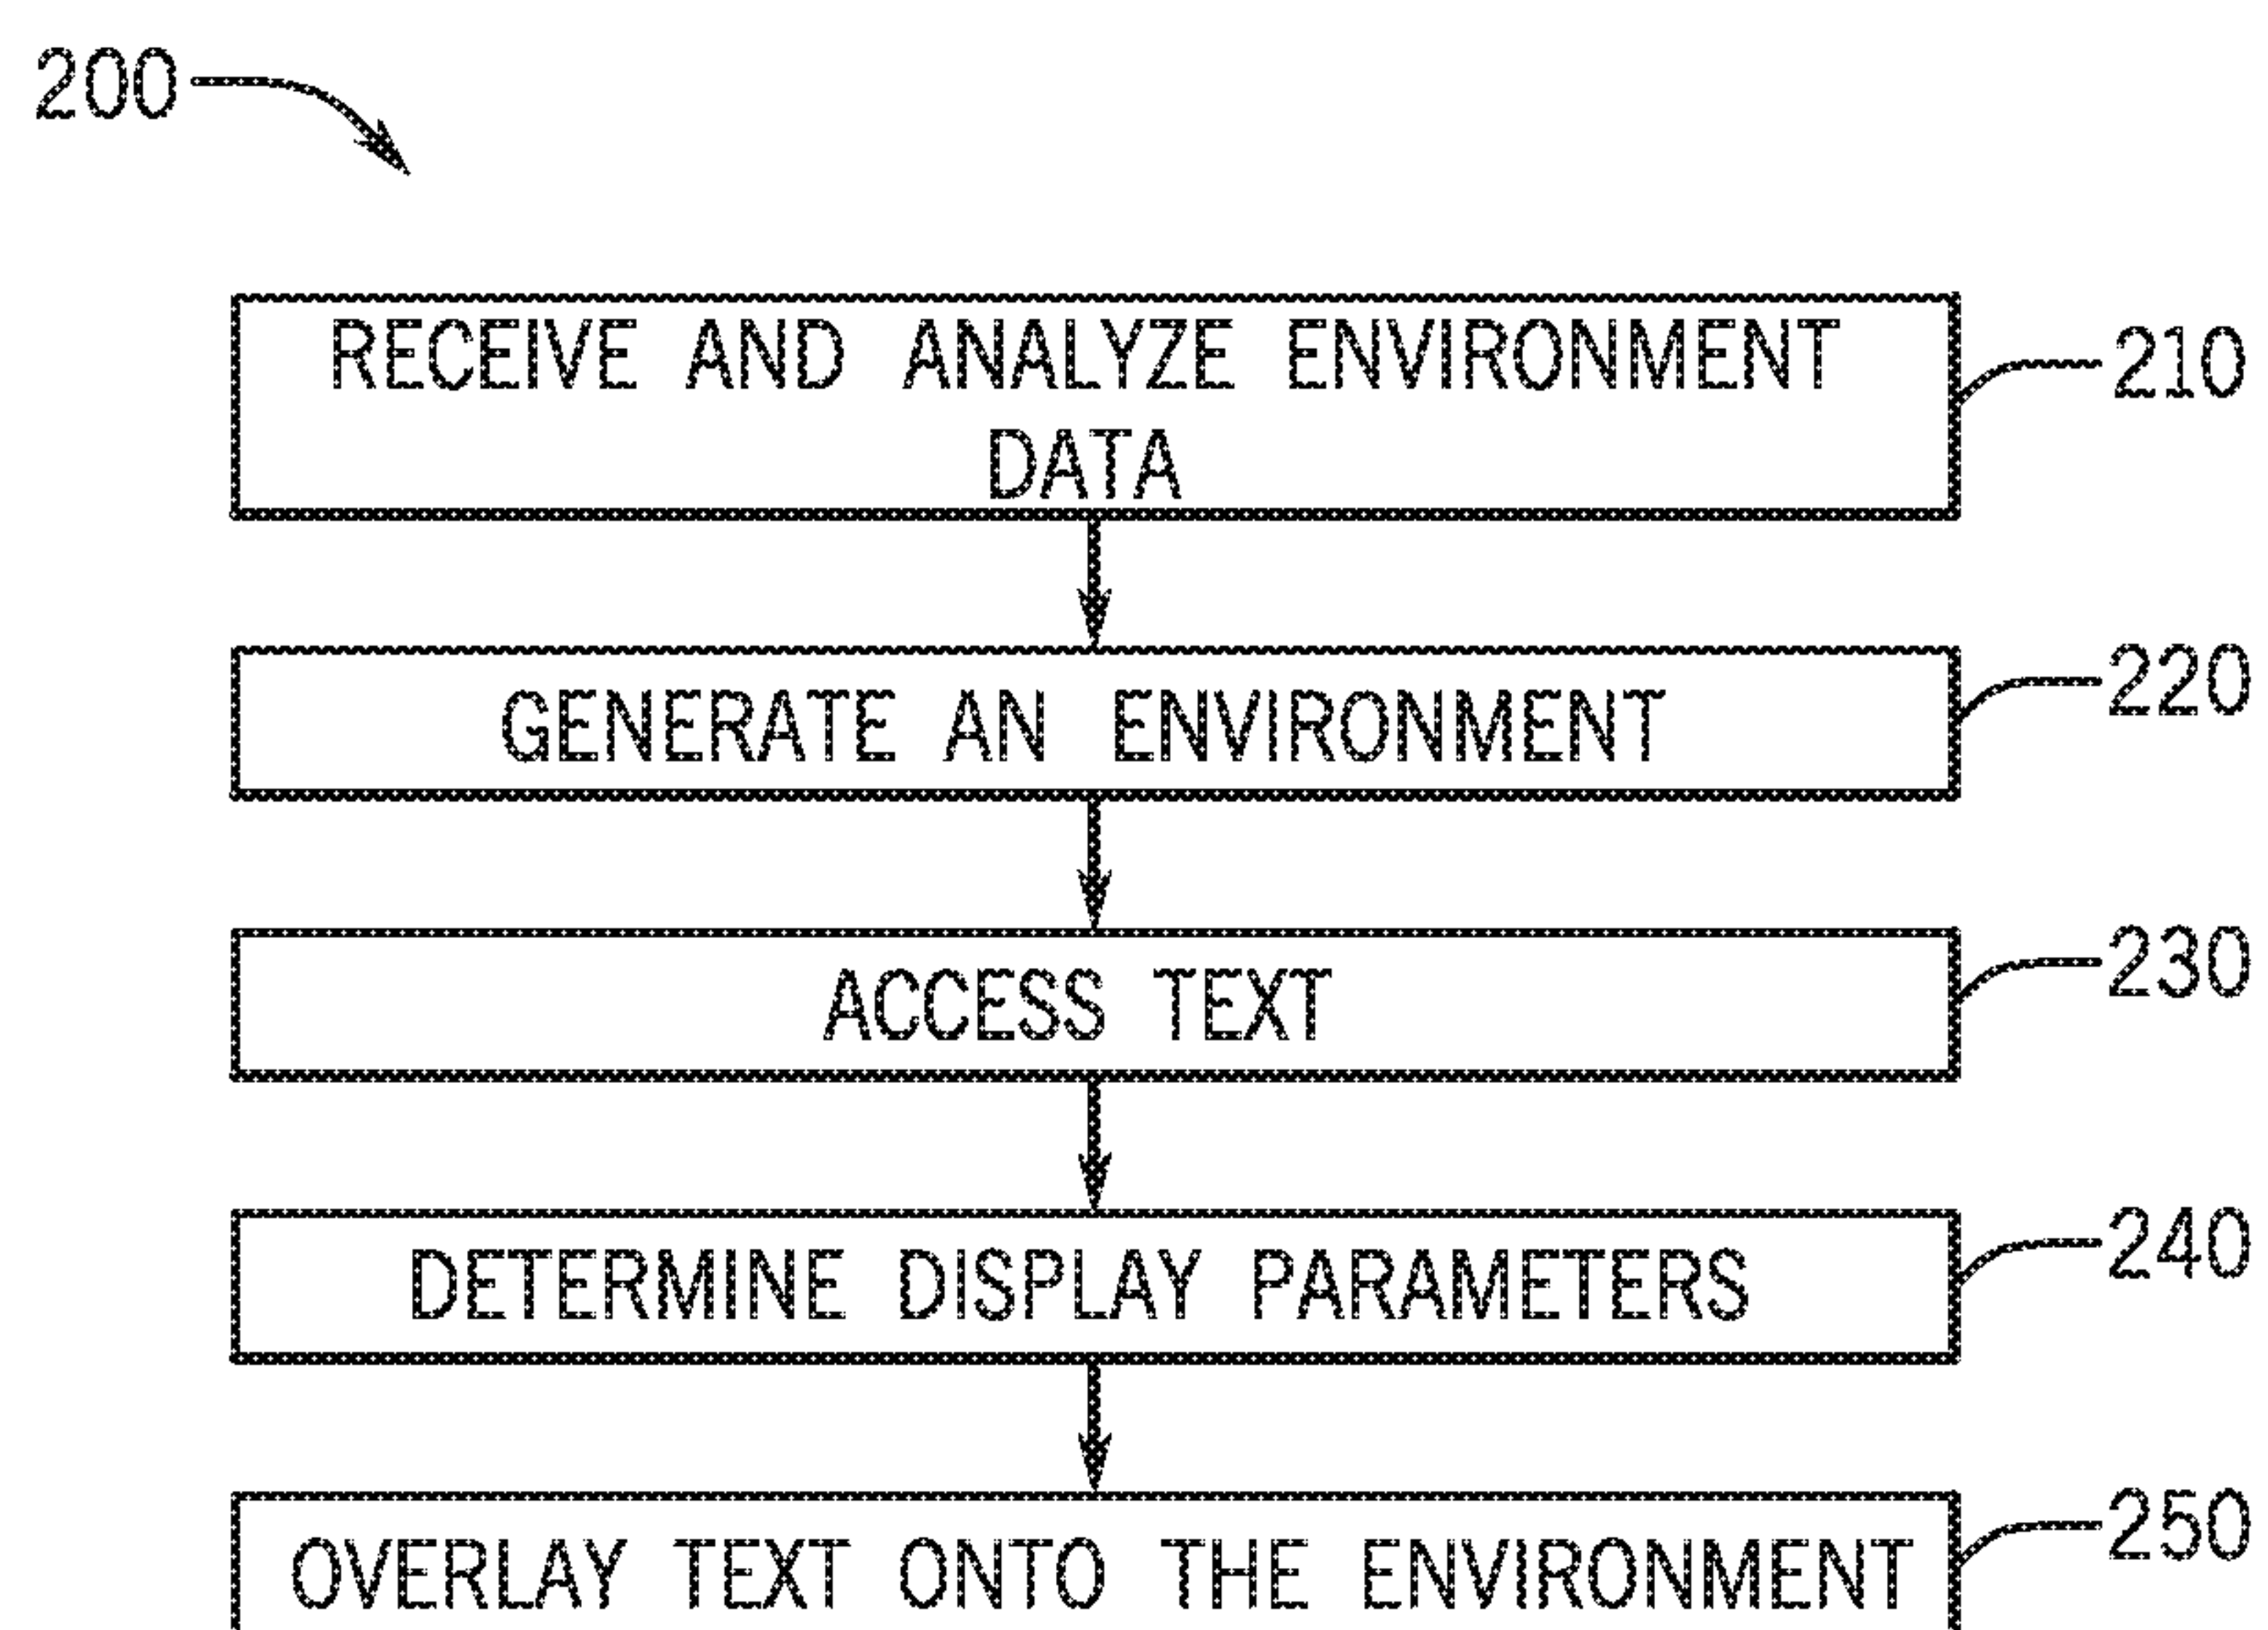 200
RECEIVE AND ANALYZE ENVIRONMENT
DATA
210
GENERATE AN ENVIRONMENT
220
ACCESS TEXT
230
DETERMINE DISPLAY PARAMETERS
240
OVERLAY TEXT ONTO THE ENVIRONMENT
250